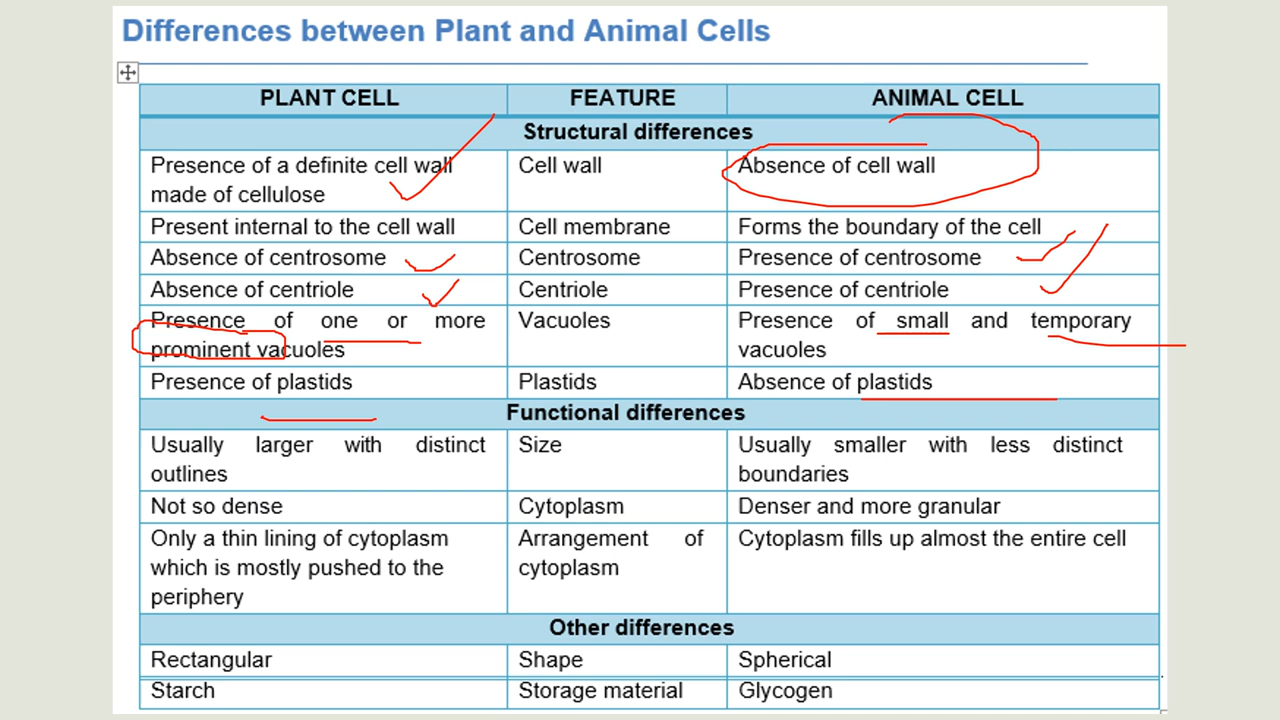 Differences between Plant and Animal Cells
PLANT CELL FEATURE ANIMAL CELL
Structural differences
Presence of a definite cell wall Cell wall Absence of cell wall
made of cellulose
Present internal to the cell wall Cell membrane Forms the boundary of the cell
Absence of centrosome Centrosome Presence of centrosome
Absence of centriole Centriole Presence of centriole
Presence of one or more Vacuoles Presence of small and temporary
prominent vacuoles vacuoles
Presence of plastids Plastids Absence of plastids
Functional differences
Usually larger with distinct Size Usually smaller with less distinct
outlines boundaries
Not so dense Cytoplasm Denser and more granular
Only a thin lining of cytoplasm Arrangement of Cytoplasm fills up almost the entire cell
which is mostly pushed to the cytoplasm
periphery
Other differences
Rectangular Shape Spherical
Starch Storage material Glycogen